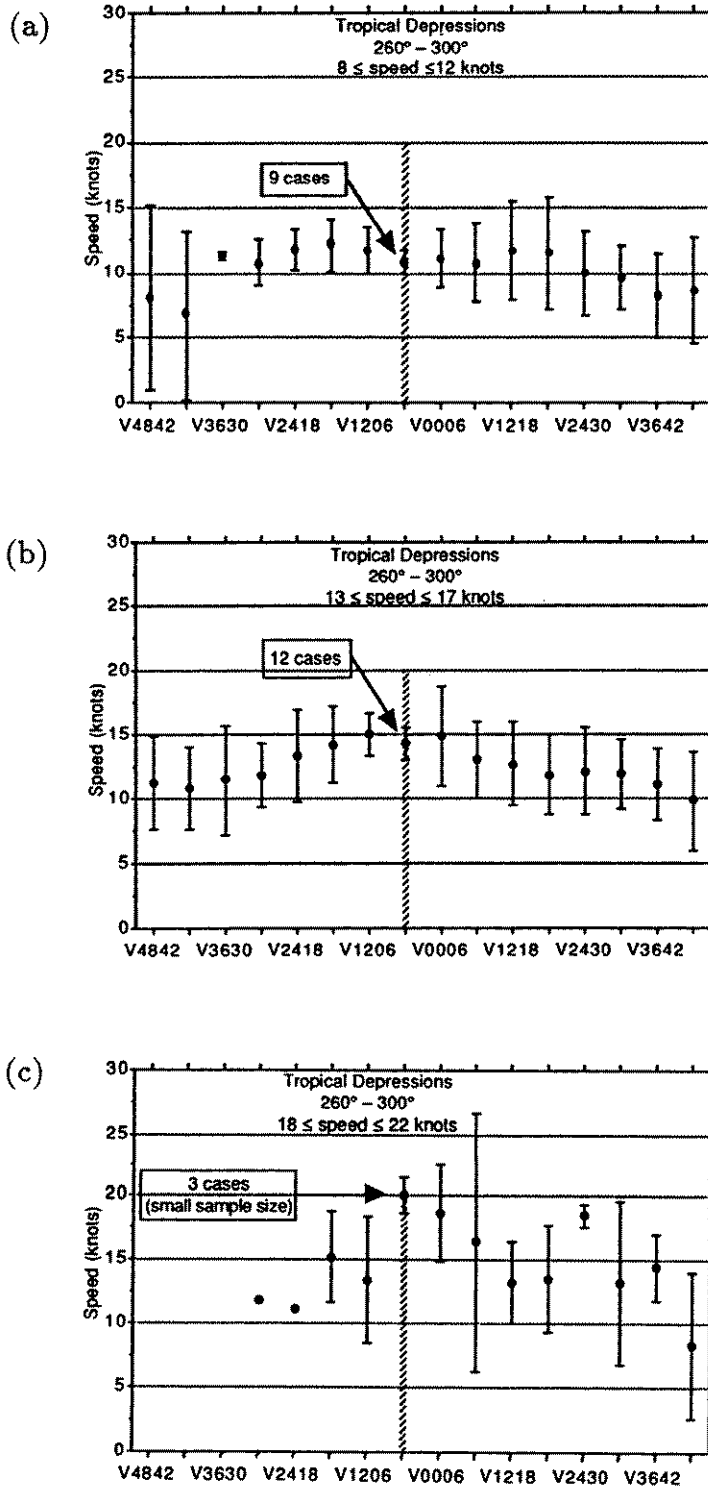 (a)
Tropical Depressions
260° – 300°
8 ≤ speed ≤12 knots
9 cases
Speed (knots)
30
25
20
15
10
5
0
V4842 V3630 V2418 V1206 V0006 V1218 V2430 V3642
(b)
Tropical Depressions
260° – 300°
13 ≤ speed ≤ 17 knots
12 cases
Speed (knots)
30
25
20
15
10
5
0
V4842 V3630 V2418 V1206 V0006 V1218 V2430 V3642
(c)
Tropical Depressions
260° – 300°
18 ≤ speed ≤ 22 knots
3 cases
(small sample size)
Speed (knots)
30
25
20
15
10
5
0
V4842 V3630 V2418 V1206 V0006 V1218 V2430 V3642